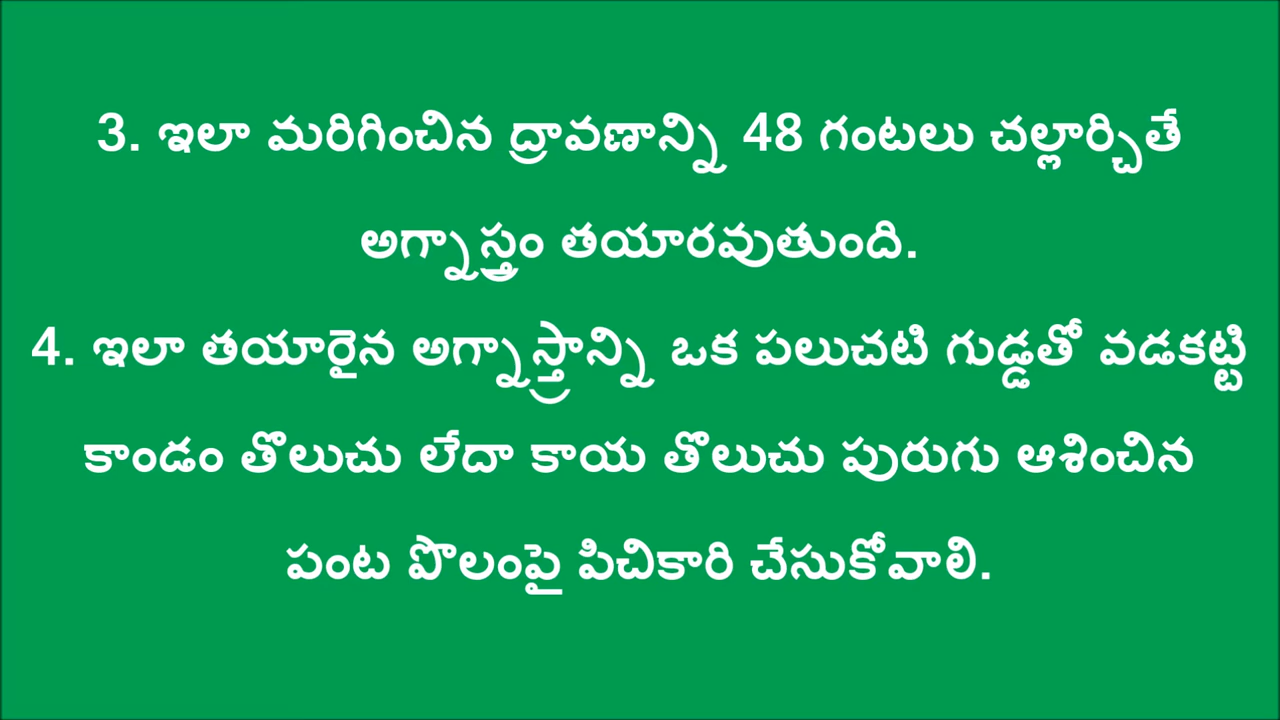 3. ఇలా మరిగించిన ద్రావణాన్ని 48 గంటలు చల్లార్చితే
అగ్నాస్త్రం తయారవుతుంది.
4. ఇలా తయారైన అగ్నాస్త్రాన్ని ఒక పలుచటి గుడ్డతో వడకట్టి
కాండం తొలుచు లేదా కాయ తొలుచు పురుగు ఆశించిన
పంట పొలంపై పిచికారి చేసుకోవాలి.